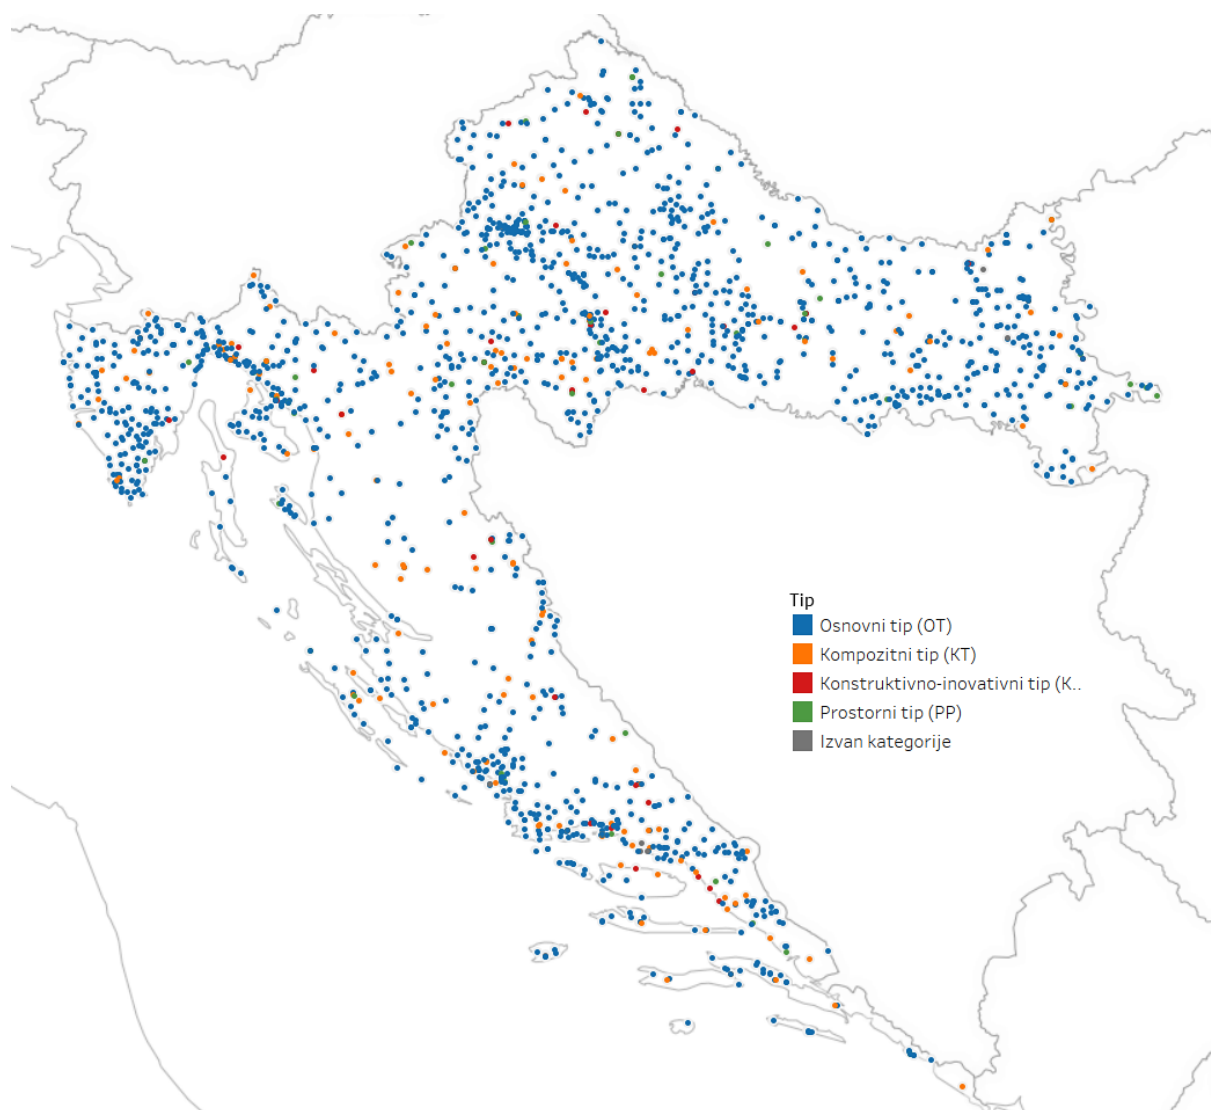 Tip
Osnovni tip (OT)
Kompozitni tip (KT)
Konstruktivno-inovativni tip (K..
Prostorni tip (PP)
Izvan kategorije